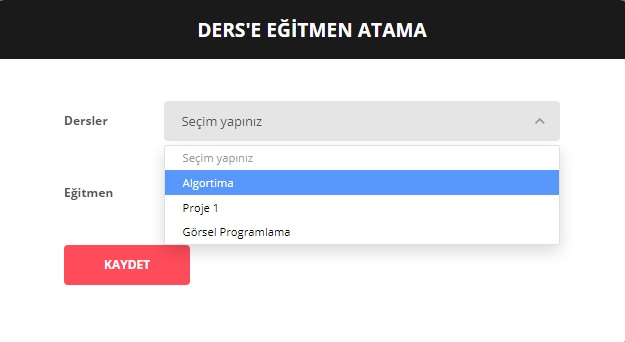 DERS'E EĞİTMEN ATAMA
Dersler
Seçim yapınız
Seçim yapınız
Algortima
Eğitmen
Proje 1
Görsel Programlama
KAYDET